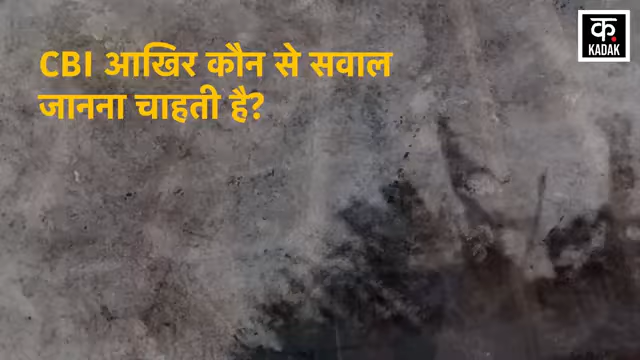 CBI आखिर कौन से सवाल
जानना चाहती है?
क.
KADAK